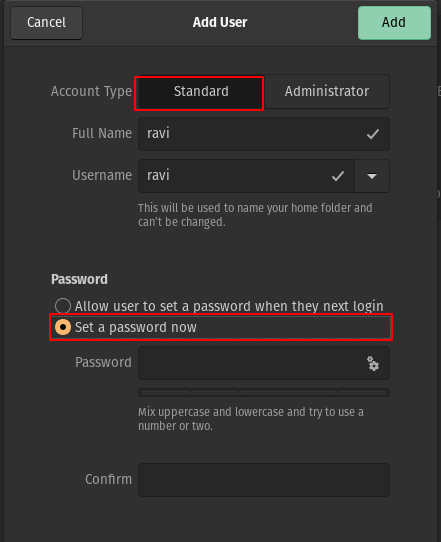 Cancel Add User Add
Account Type Standard Administrator
Full Name ravi
Username ravi
This will be used to name your home folder and
can't be changed.
Password
Allow user to set a password when they next login
Set a password now
Password
Mix uppercase and lowercase and try to use a
number or two.
Confirm